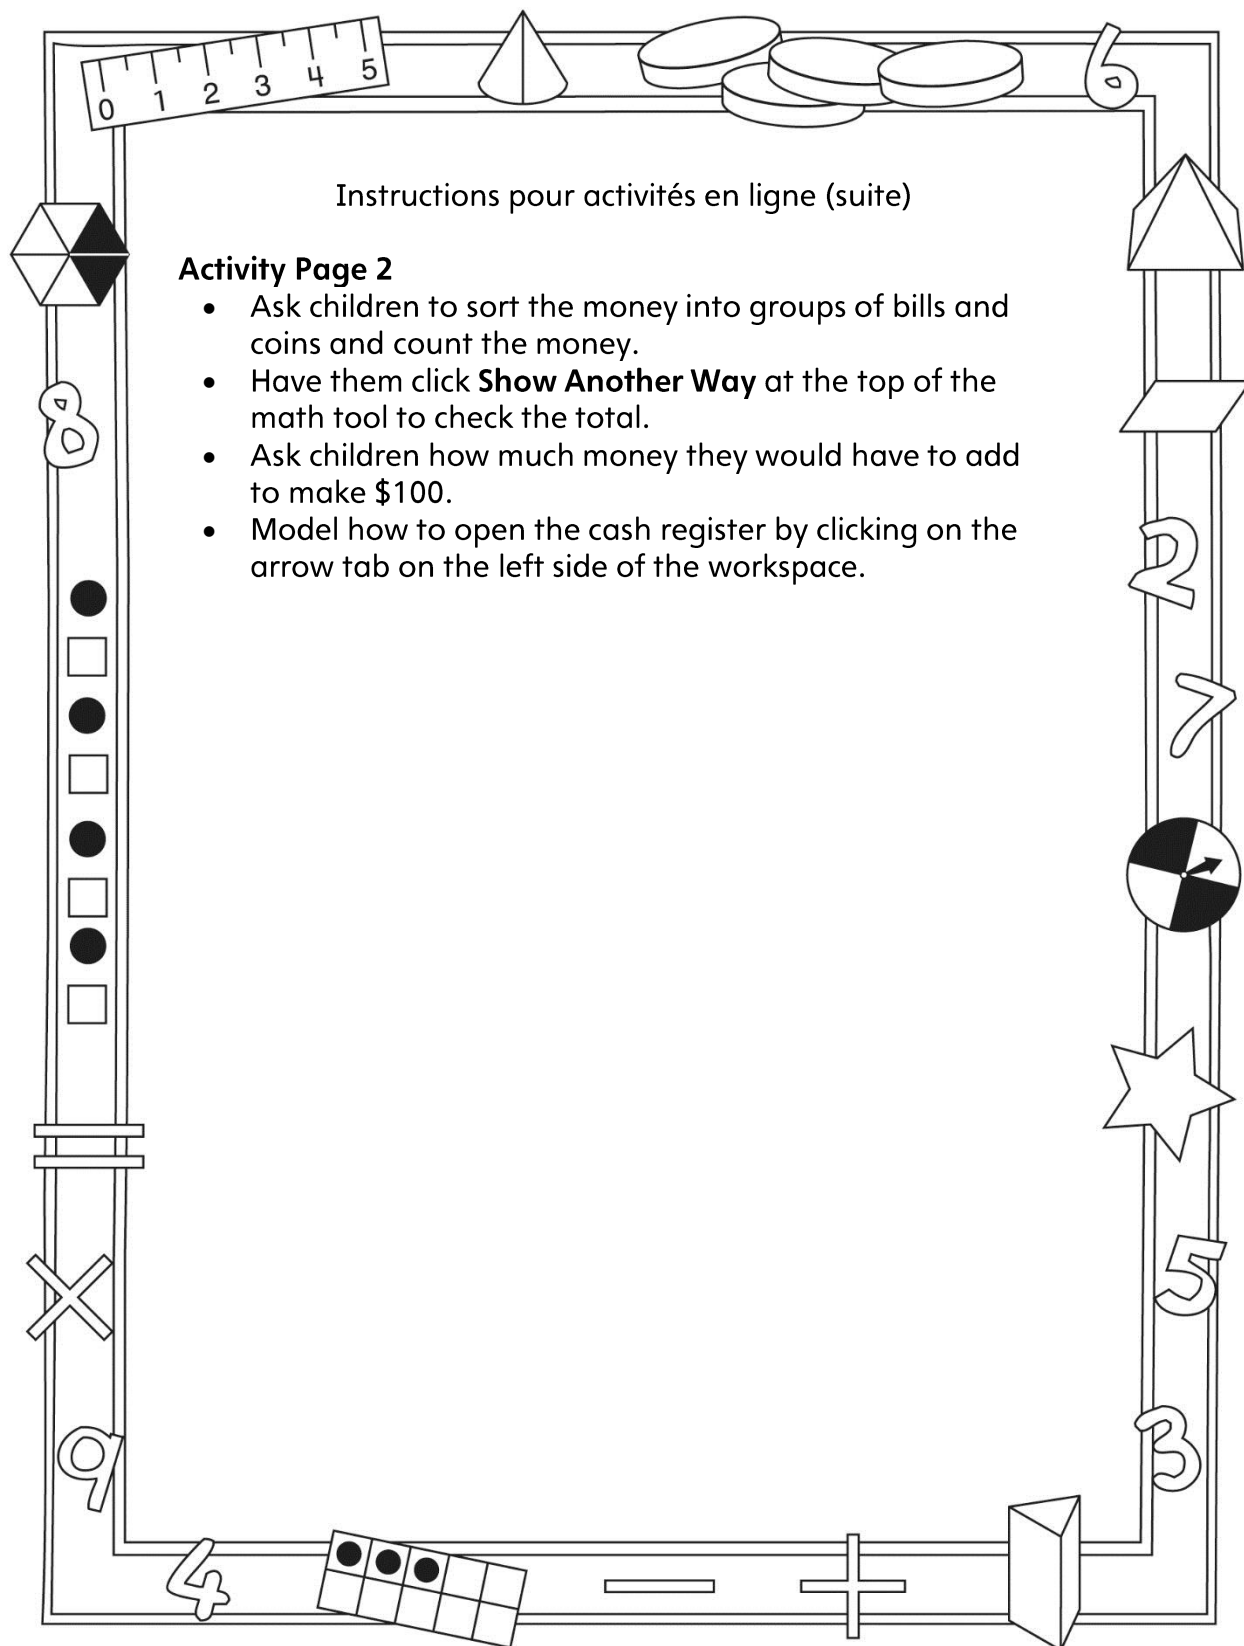 0 1 2 3 4 5
6
Instructions pour activités en ligne (suite)
Activity Page 2
• Ask children to sort the money into groups of bills and
coins and count the money.
• Have them click Show Another Way at the top of the
math tool to check the total.
• Ask children how much money they would have to add
to make $100.
• Model how to open the cash register by clicking on the
arrow tab on the left side of the workspace.
8
2
7
=
5
×
3
9
4
−
+